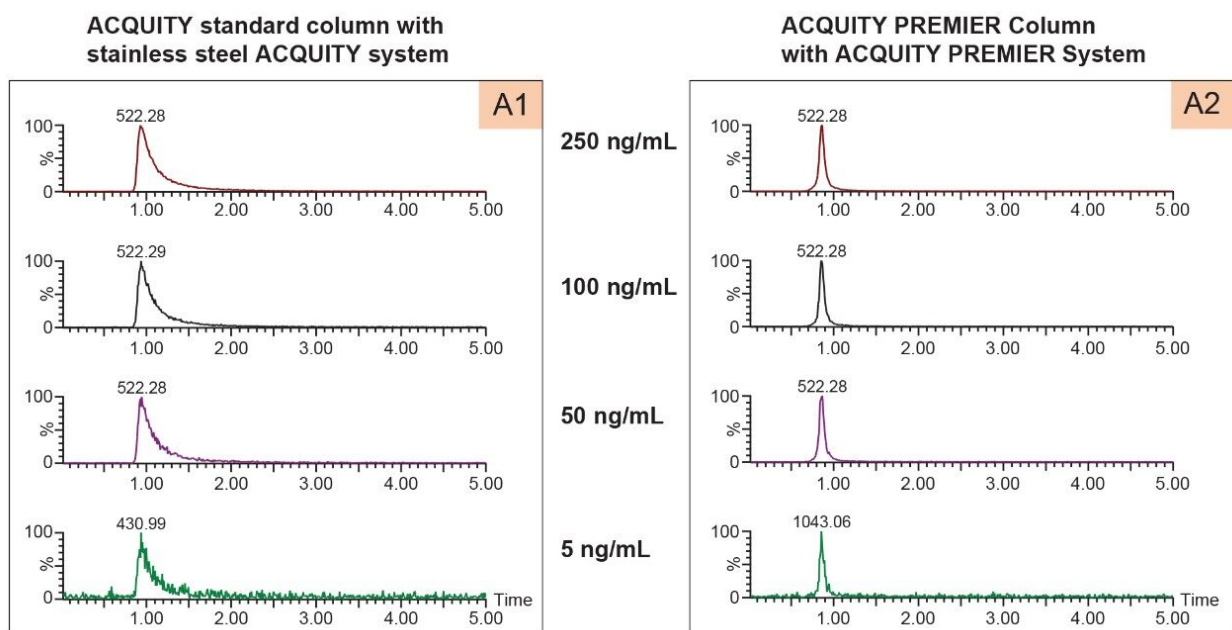 ACQUITY standard column with
stainless steel ACQUITY system
A1
522.28
100
%
0
1.00 2.00 3.00 4.00 5.00
522.29
100
%
0
1.00 2.00 3.00 4.00 5.00
522.28
100
%
0
1.00 2.00 3.00 4.00 5.00
430.99
100
%
0
1.00 2.00 3.00 4.00 5.00
Time
250 ng/mL
100 ng/mL
50 ng/mL
5 ng/mL
ACQUITY PREMIER Column
with ACQUITY PREMIER System
A2
522.28
100
%
0
1.00 2.00 3.00 4.00 5.00
522.28
100
%
0
1.00 2.00 3.00 4.00 5.00
522.28
100
%
0
1.00 2.00 3.00 4.00 5.00
1043.06
100
%
0
1.00 2.00 3.00 4.00 5.00
Time